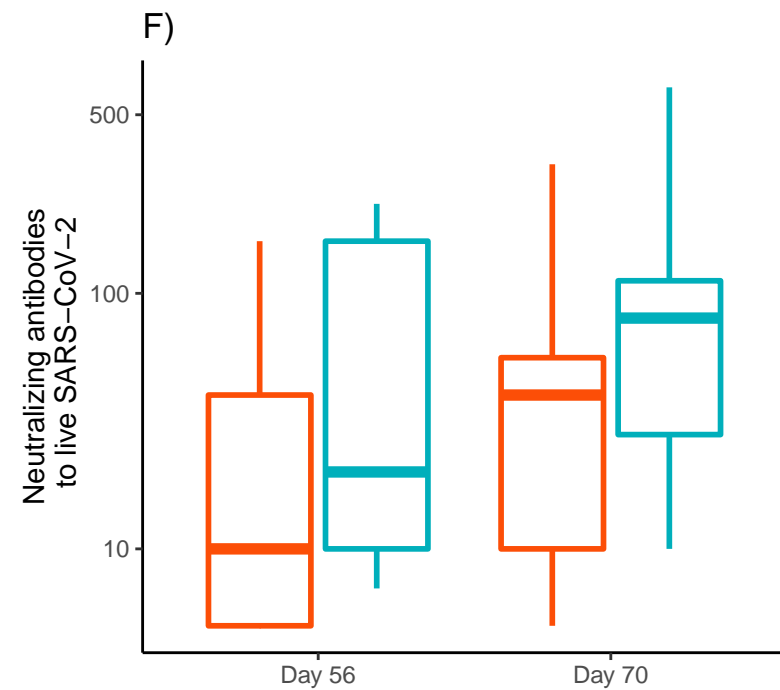 F)
Neutralizing antibodies
to live SARS−CoV−2
500
100
10
Day 56
Day 70